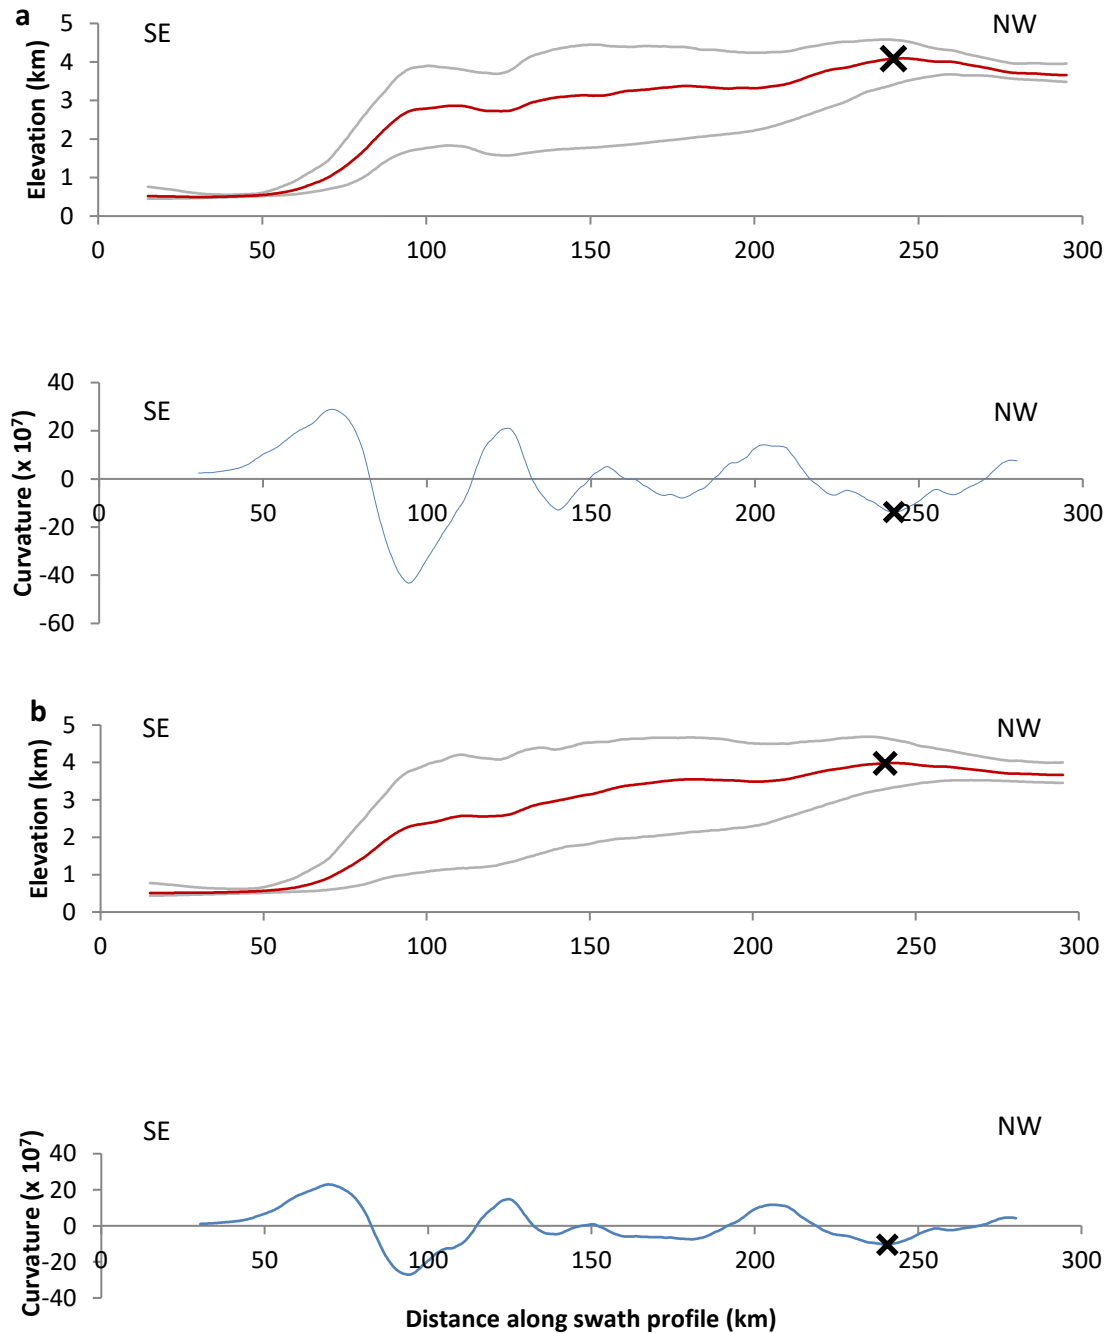 a
SE
NW
Elevation (km)
5
4
3
2
1
0
0 50 100 150 200 250 300
SE
NW
Curvature (x 10⁷)
40
20
0
-20
-40
-60
50 100 150 200 250 300
b
SE
NW
Elevation (km)
5
4
3
2
1
0
0 50 100 150 200 250 300
SE
NW
Curvature (x 10⁷)
40
20
0
-20
-40
50 100 150 200 250 300
Distance along swath profile (km)